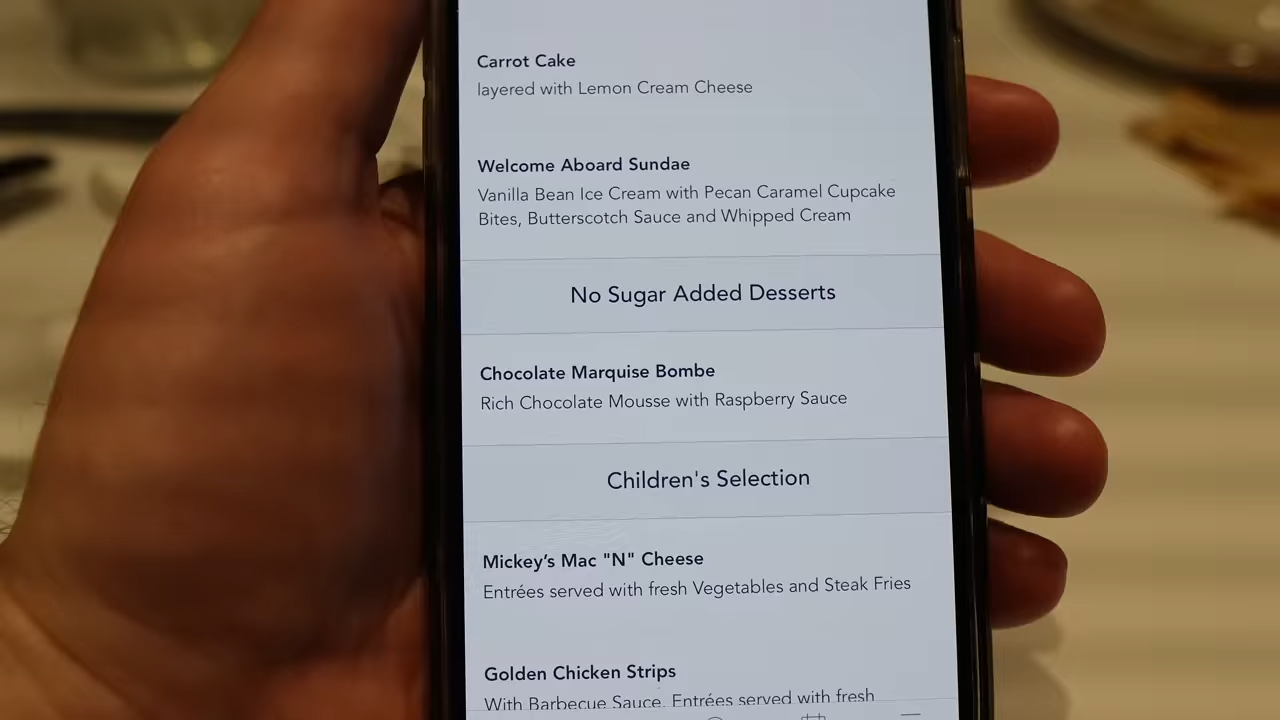 Carrot Cake
layered with Lemon Cream Cheese
Welcome Aboard Sundae
Vanilla Bean Ice Cream with Pecan Caramel Cupcake
Bites, Butterscotch Sauce and Whipped Cream
No Sugar Added Desserts
Chocolate Marquise Bombe
Rich Chocolate Mousse with Raspberry Sauce
Children's Selection
Mickey’s Mac "N" Cheese
Entrées served with fresh Vegetables and Steak Fries
Golden Chicken Strips
With Barbecue Sauce. Entrées served with fresh